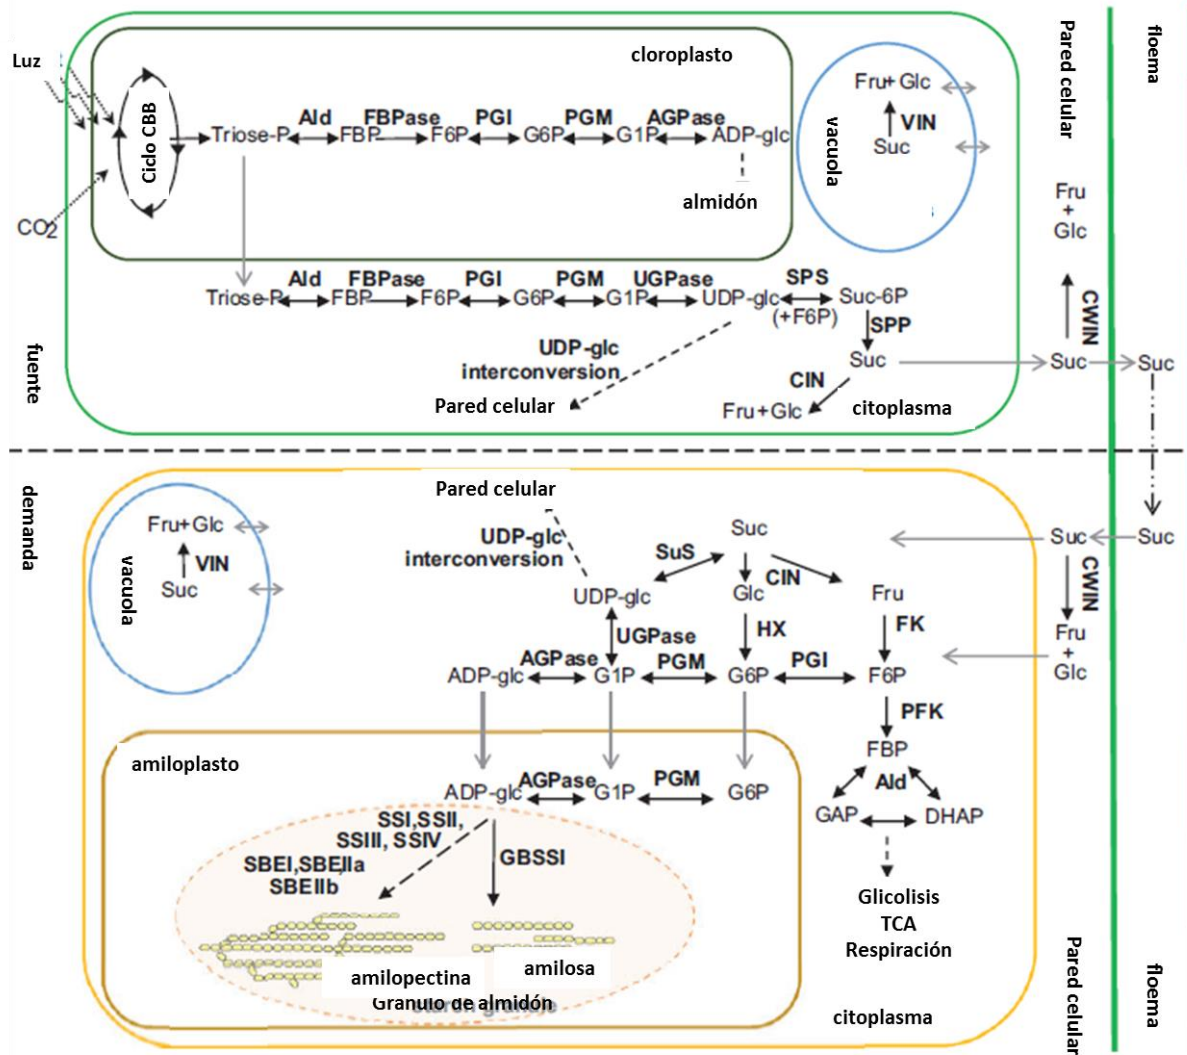 Luz
cloroplasto
Ciclo CBB
CO2
Triose-P
Ald
FBP
FBPase
F6P
PGI
G6P
PGM
G1P
AGPase
ADP-glc
almidón
vacuola
Fru+ Glc
VIN
Suc
Pared celular
floema
Fru
+
Glc
CWIN
Triose-P
Ald
FBP
FBPase
F6P
PGI
G6P
PGM
G1P
UGPase
UDP-glc
SPS
(+F6P)
Suc-6P
SPP
Suc
CIN
Fru+Glc
citoplasma
UDP-glc
interconversion
Pared celular
fuente
Suc
Suc
demanda
Pared celular
UDP-glc
interconversion
vacuola
Fru+Glc
VIN
Suc
Suc
SuS
CIN
UDP-glc
Glc
Fru
UGPase
HX
FK
ADP-glc
AGPase
G1P
PGM
G6P
PGI
F6P
PFK
FBP
Ald
GAP
DHAP
Glicolisis
TCA
Respiración
Suc
Suc
CWIN
Fru
+
Glc
amiloplasto
ADP-glc
AGPase
G1P
PGM
G6P
SSI,SSII,
SSIII, SSIV
SBEI,SBEIIa
SBEIIb
GBSSI
amilopectina
amilosa
Granulo de almidón
citoplasma
Pared celular
floema